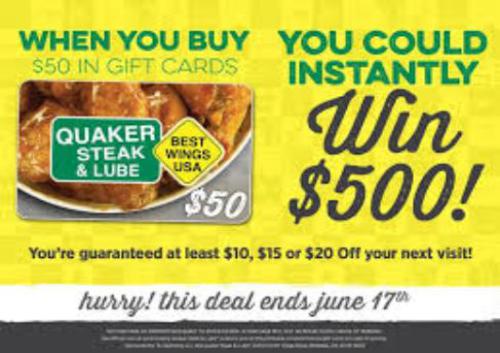 WHEN YOU BUY
$50 IN GIFT CARDS
QUAKER
STEAK
& LUBE
BEST
WINGS
USA
$50
YOU COULD
INSTANTLY
Win
$500!
You're guaranteed at least $10, $15 or $20 Off your next visit!
hurry! this deal ends june 17th